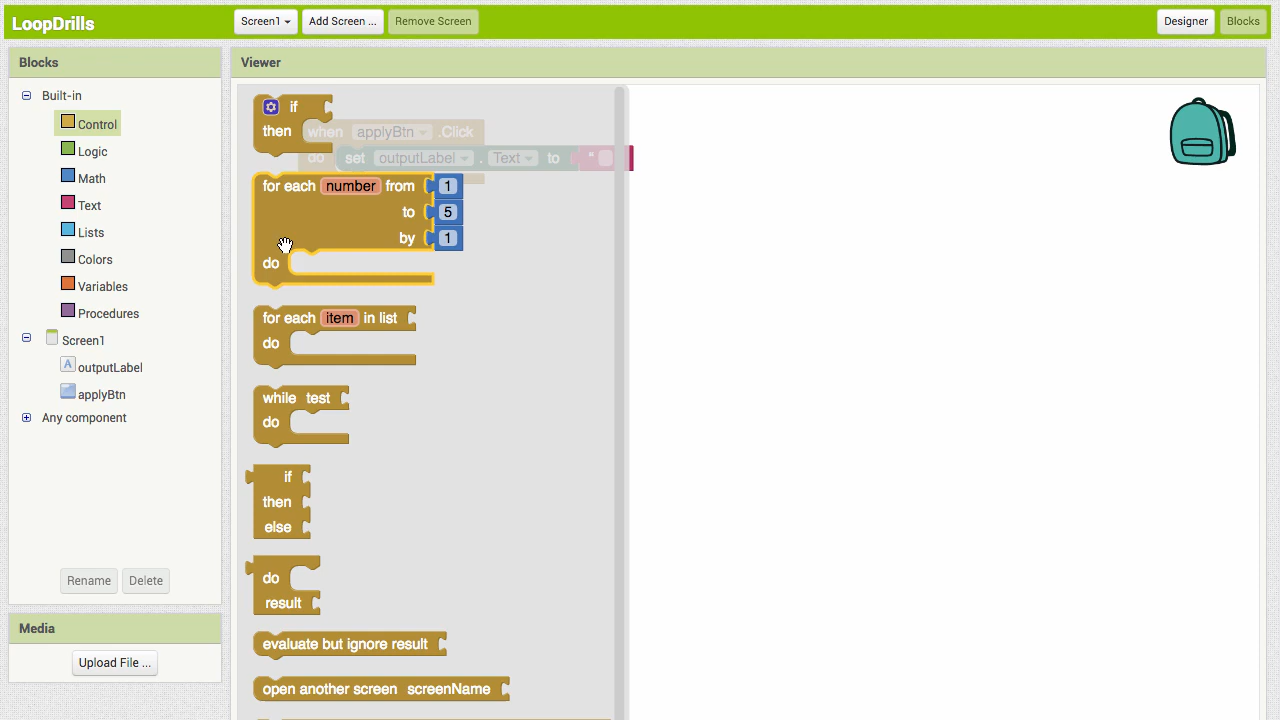 LoopDrills
Screen1
Add Screen ...
Remove Screen
Designer
Blocks
Blocks
Viewer
Built-in
Control
Logic
Math
Text
Lists
Colors
Variables
Procedures
Screen1
A outputLabel
applyBtn
Any component
Rename
Delete
Media
Upload File ...
if
then
when applyBtn .Click
do set outputLabel . Text to " "
for each number from 1
to 5
by 1
do
for each item in list
do
while test
do
if
then
else
do
result
evaluate but ignore result
open another screen screenName